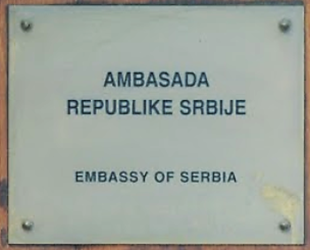 AMBASADA
REPUBLIKE SRBIJE
EMBASSY OF SERBIA